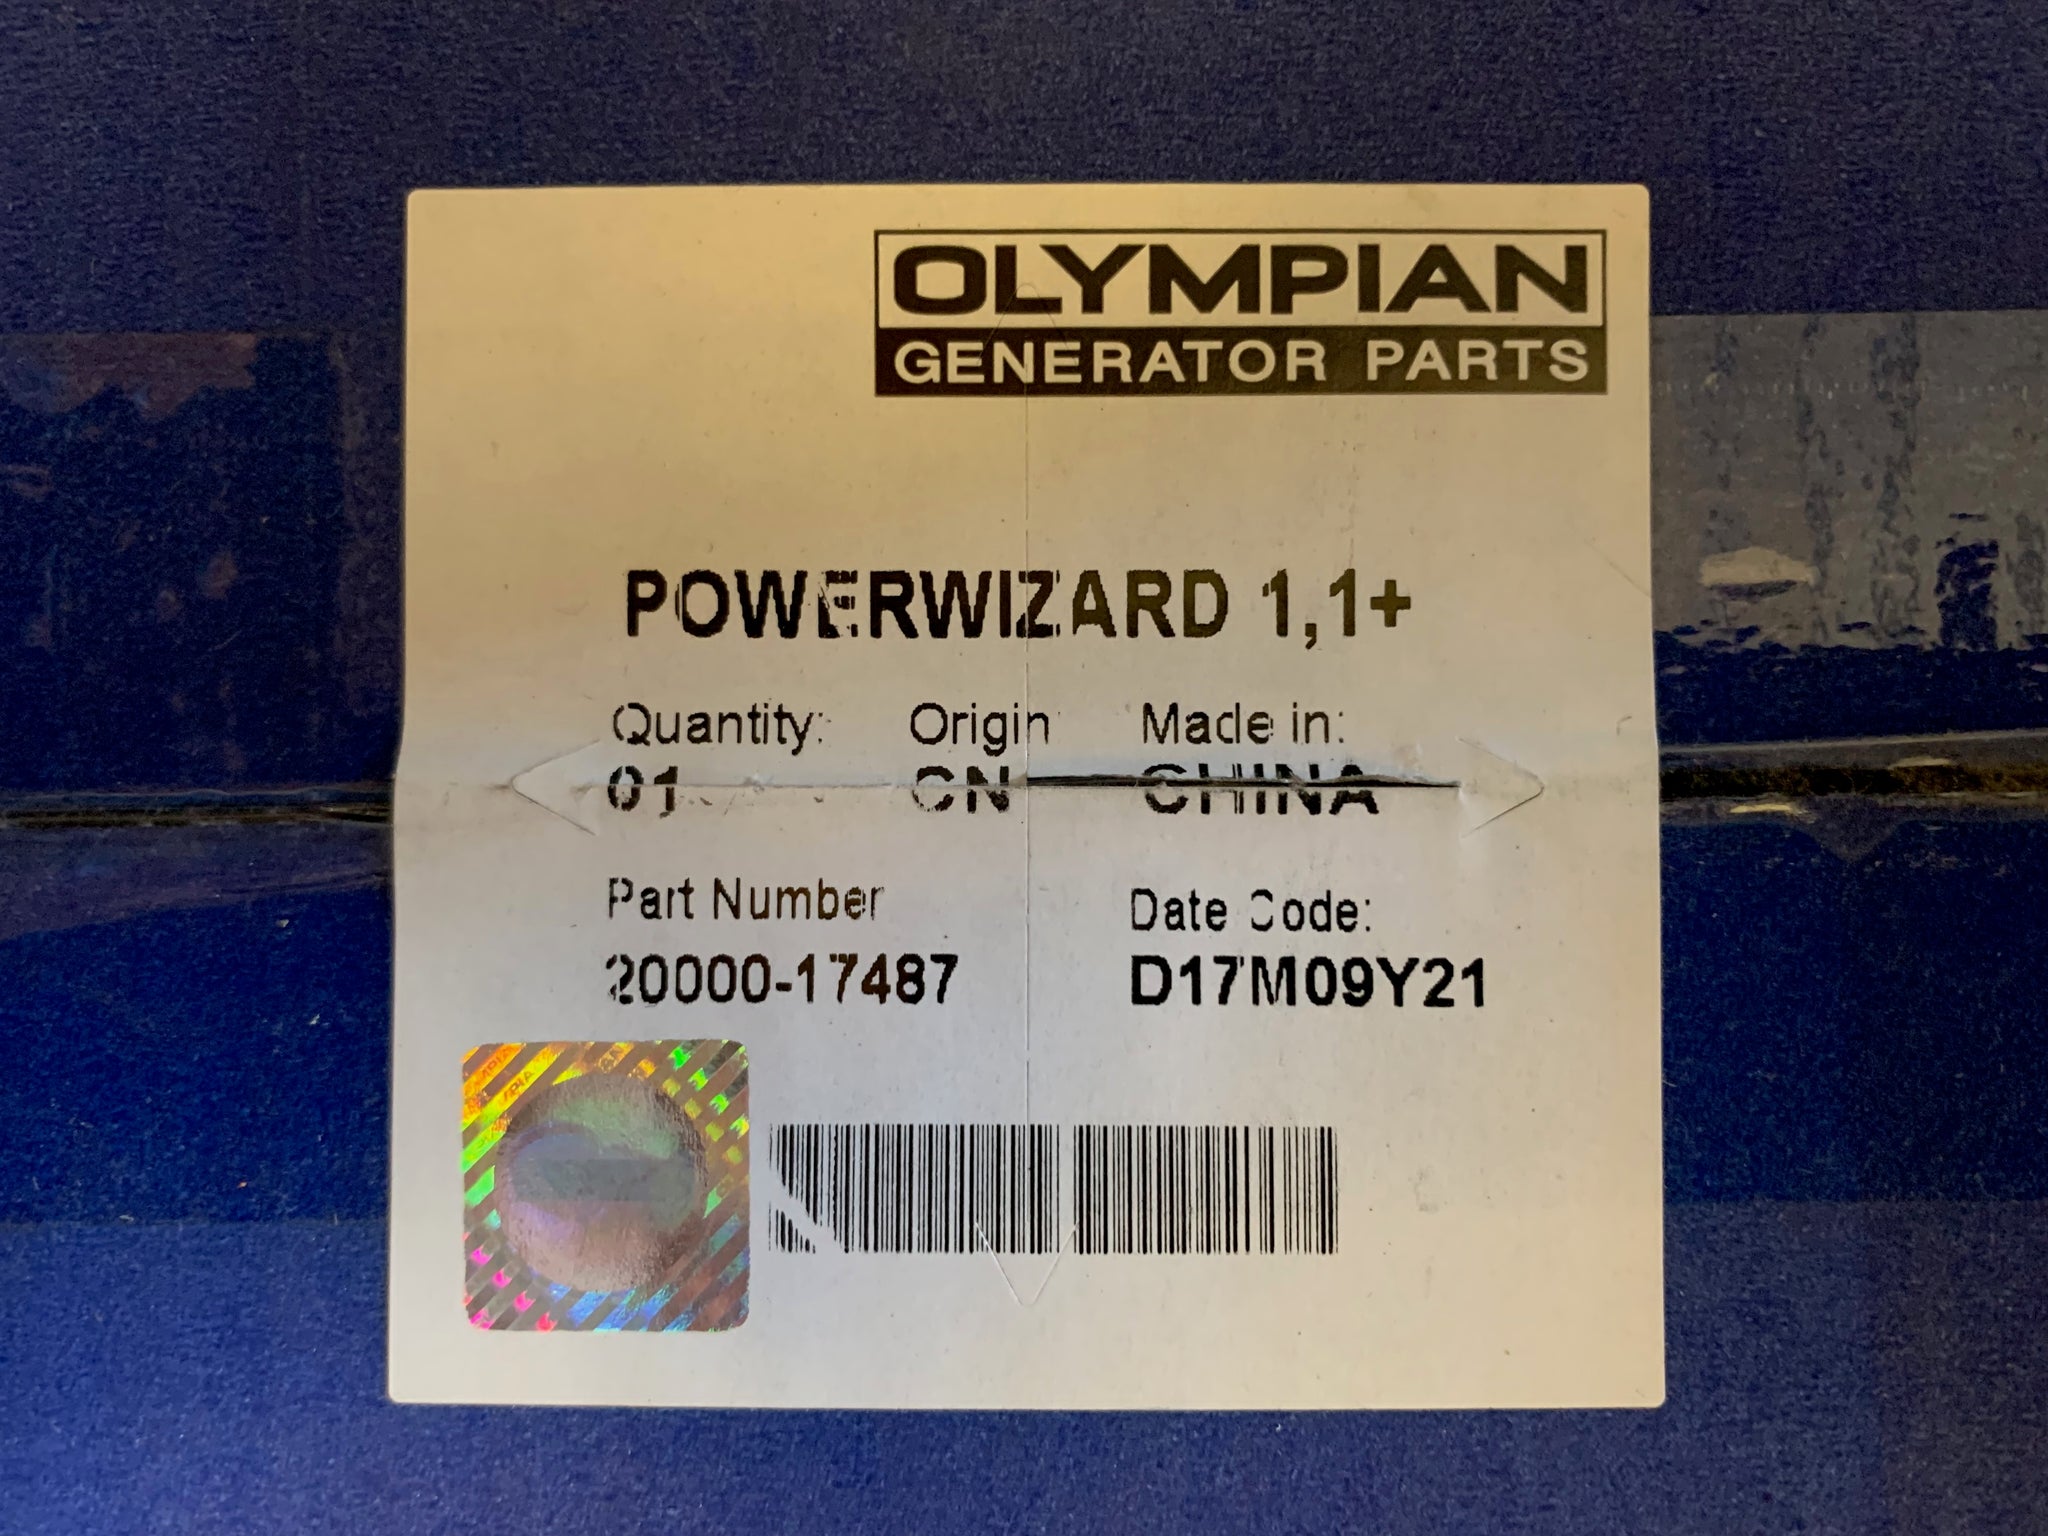 OLYMPIAN
GENERATOR PARTS
POWERWIZARD 1,1+
Quantity: Origin Made in:
01 CN CHINA
Part Number Date Code:
20000-17487 D17M09Y21